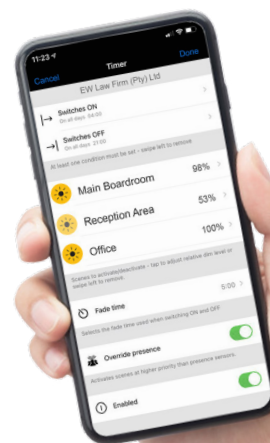 11:23
Cancel
Timer
Done
EW Law Firm (Pty) Ltd
Switches ON
On all days 04:00
Switches OFF
On all days 21:00
At least one condition must be set - swipe left to remove
Main Boardroom
98%
Reception Area
53%
Office
100%
Scenes to activate/deactivate - tap to adjust relative dim level or
swipe left to remove.
Fade time
5:00
Selects the fade time used when switching ON and OFF
Override presence
Activates scenes at higher priority than presence sensors.
Enabled